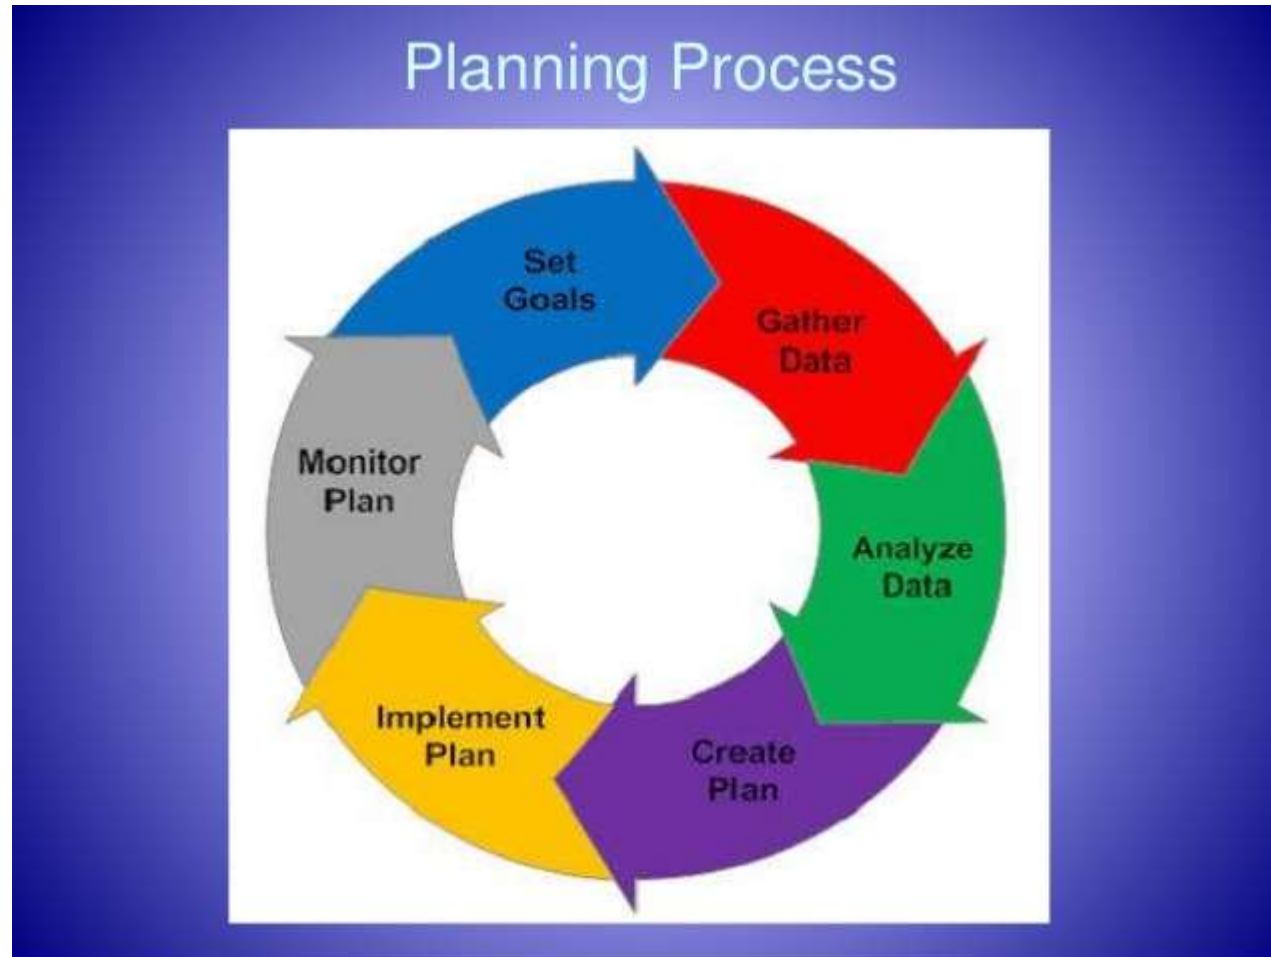 Planning Process
Set
Goals
Gather
Data
Analyze
Data
Create
Plan
Implement
Plan
Monitor
Plan